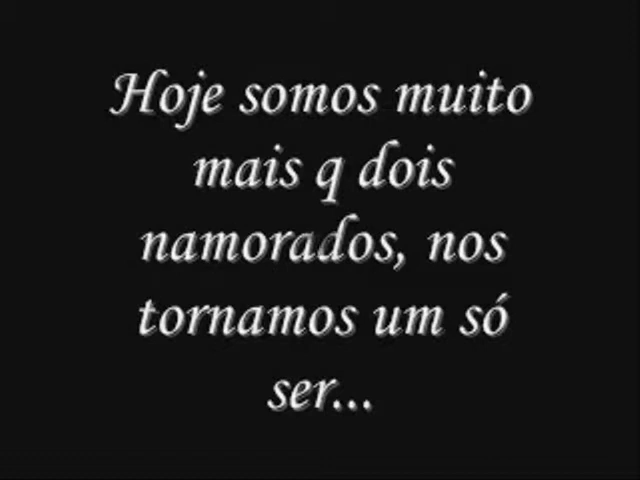 Hoje somos muito
mais q dois
namorados, nos
tornamos um só
ser...